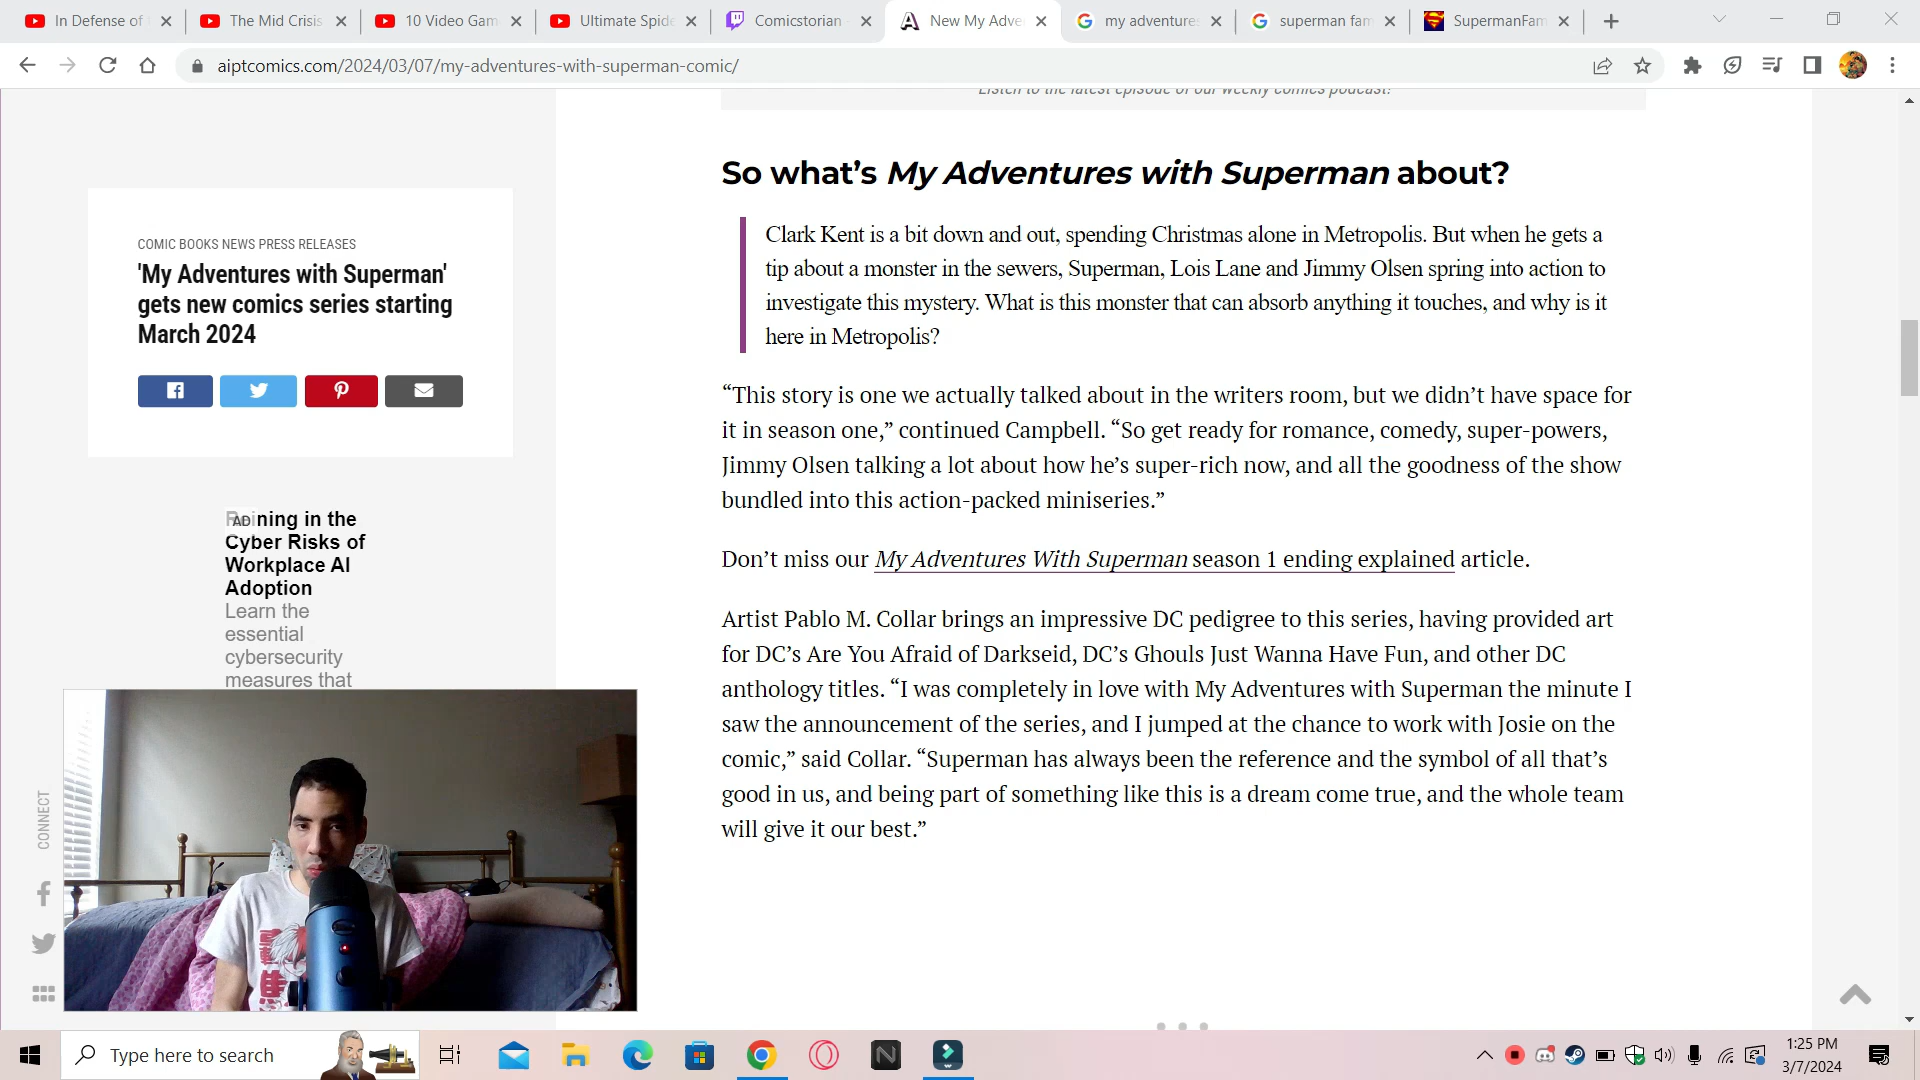 In Defense of
The Mid Crisis
10 Video Gam
Ultimate Spide
Comicstorian
New My Adve
my adventures
superman fam
SupermanFam
aiptcomics.com/2024/03/07/my-adventures-with-superman-comic/
Listen to the latest episode of our weekly comics podcast!
So what's My Adventures with Superman about?
Clark Kent is a bit down and out, spending Christmas alone in Metropolis. But when he gets a
tip about a monster in the sewers, Superman, Lois Lane and Jimmy Olsen spring into action to
investigate this mystery. What is this monster that can absorb anything it touches, and why is it
here in Metropolis?
“This story is one we actually talked about in the writers room, but we didn’t have space for
it in season one,” continued Campbell. “So get ready for romance, comedy, super-powers,
Jimmy Olsen talking a lot about how he’s super-rich now, and all the goodness of the show
bundled into this action-packed miniseries.”
Don’t miss our My Adventures With Superman season 1 ending explained article.
Artist Pablo M. Collar brings an impressive DC pedigree to this series, having provided art
for DC’s Are You Afraid of Darkseid, DC’s Ghouls Just Wanna Have Fun, and other DC
anthology titles. “I was completely in love with My Adventures with Superman the minute I
saw the announcement of the series, and I jumped at the chance to work with Josie on the
comic,” said Collar. “Superman has always been the reference and the symbol of all that’s
good in us, and being part of something like this is a dream come true, and the whole team
will give it our best.”
COMIC BOOKS NEWS PRESS RELEASES
'My Adventures with Superman'
gets new comics series starting
March 2024
AD
Reining in the
Cyber Risks of
Workplace AI
Adoption
Learn the
essential
cybersecurity
measures that
CONNECT
Type here to search
1:25 PM
3/7/2024